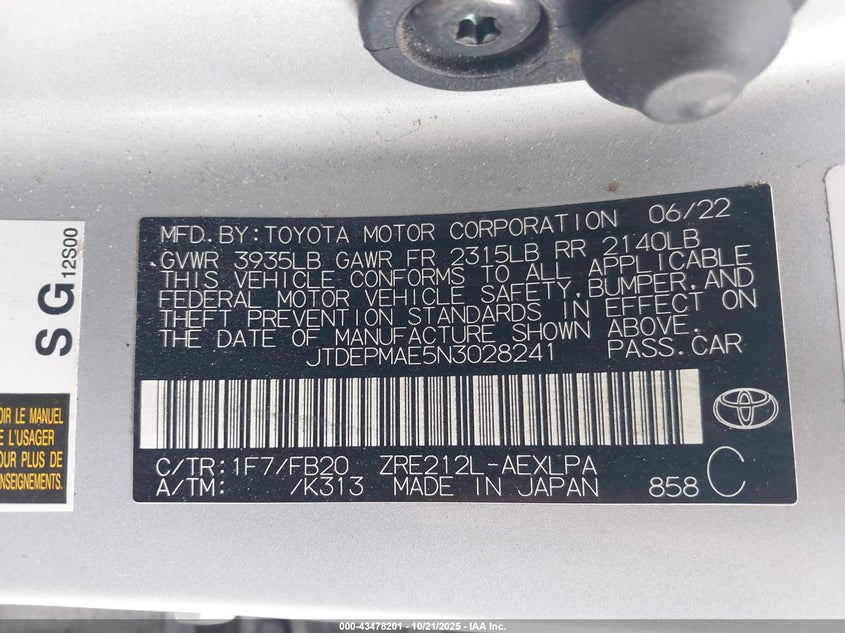 MFD. BY: TOYOTA MOTOR CORPORATION 06/22
GVWR 3935LB GAWR FR 2315LB RR 2140LB
THIS VEHICLE CONFORMS TO ALL APPLICABLE
FEDERAL MOTOR VEHICLE SAFETY, BUMPER, AND
THEFT PREVENTION STANDARDS IN EFFECT ON
THE DATE OF MANUFACTURE SHOWN ABOVE.
JTDEPMAE5N3028241 PASS. CAR
C/TR: 1F7/FB20 ZRE212L-AEXLPA
A/TM: /K313 MADE IN JAPAN 858 C
SG 12S00
OIR LE MANUEL
E L'USAGER
OUR PLUS DE
ENSEIGNEMENTS.
000-43478201 - 10/21/2025 - IAA Inc.